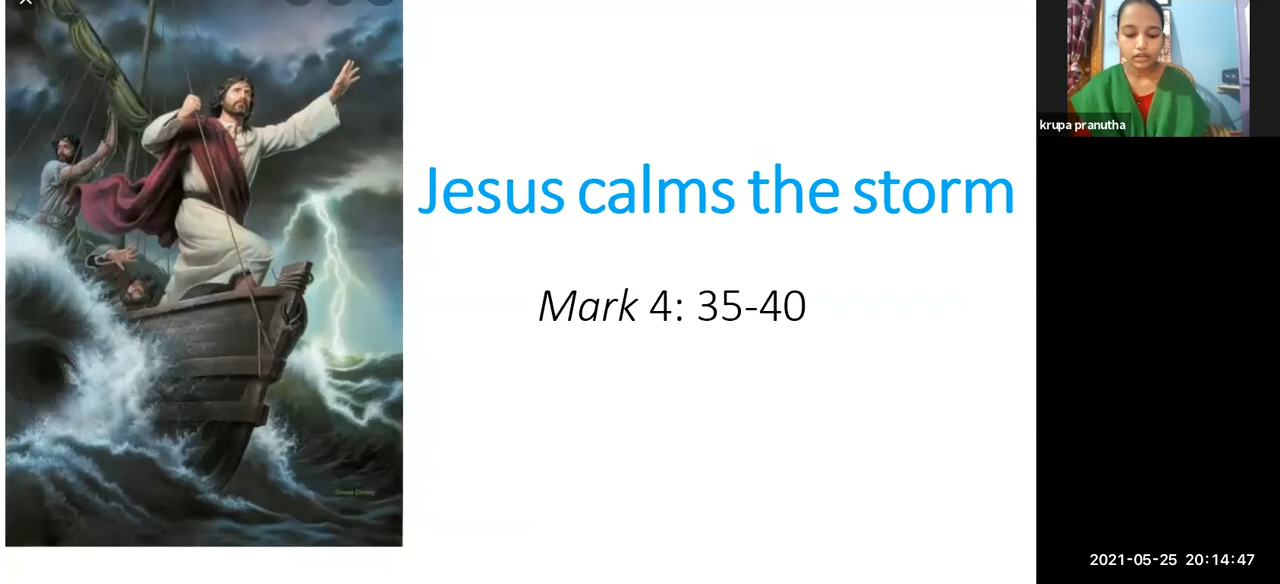 Jesus calms the storm
Mark 4: 35-40
krupa pranutha
2021-05-25 20:14:47